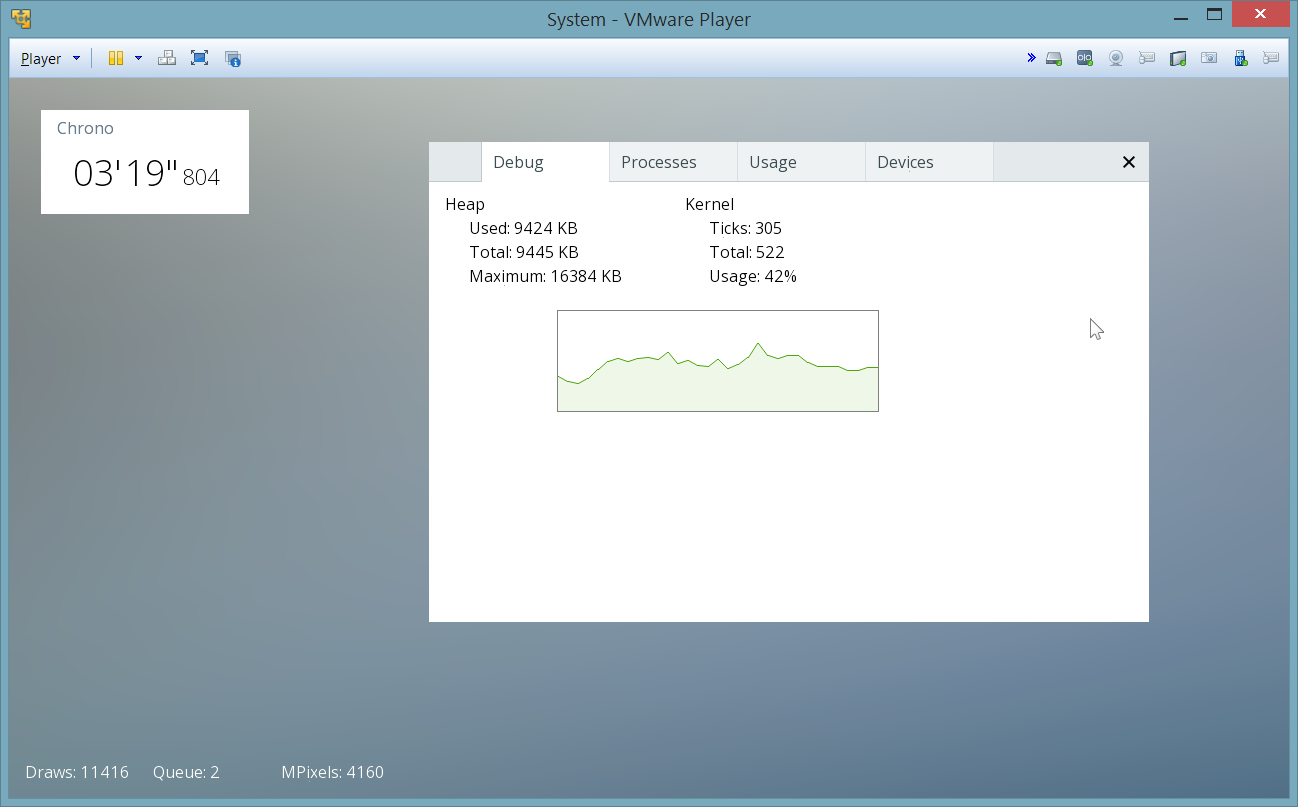 System - VMware Player
Player
Chrono
03'19"804
Debug Processes Usage Devices
Heap
Used: 9424 KB
Total: 9445 KB
Maximum: 16384 KB
Kernel
Ticks: 305
Total: 522
Usage: 42%
Draws: 11416 Queue: 2 MPixels: 4160